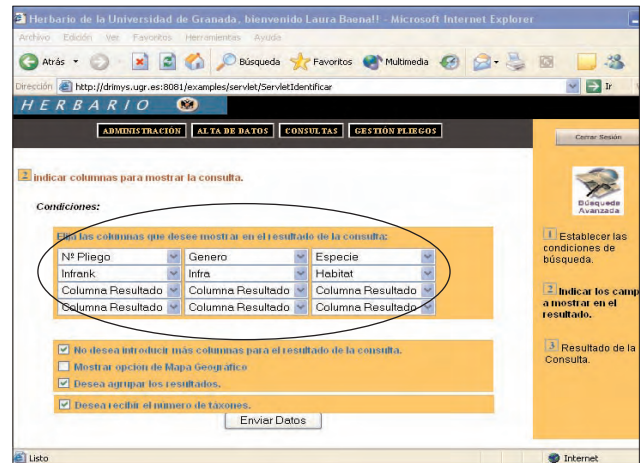 Herbario de la Universidad de Granada, bienvenido Laura Baena!! - Microsoft Internet Explorer
Archivo Edición Ver Favoritos Herramientas Ayuda
Atrás Búsqueda Favoritos Multimedia
Dirección http://drimys.ugr.es:8081/examples/servlet/ServletIdentificar Ir
HERBARIO
ADMINISTRACIÓN ALTA DE DATOS CONSULTAS GESTIÓN PLIEGOS
Cerrar Sesión
2 indicar columnas para mostrar la consulta.
Condiciones:
Elija las columnas que desee mostrar en el resultado de la consulta:
Nº Pliego Genero Especie
Infrank Infra Habitat
Columna Resultado Columna Resultado Columna Resultado
Columna Resultado Columna Resultado Columna Resultado
No desea introducir más columnas para el resultado de la consulta.
Mostrar opción de Mapa Geográfico
Desea agrupar los resultados.
Desea recibir el número de táxones.
Enviar Datos
Búsqueda
Avanzada
1 Establecer las
condiciones de
búsqueda.
2 Indicar los camp
a mostrar en el
resultado.
3 Resultado de la
Consulta.
Listo Internet